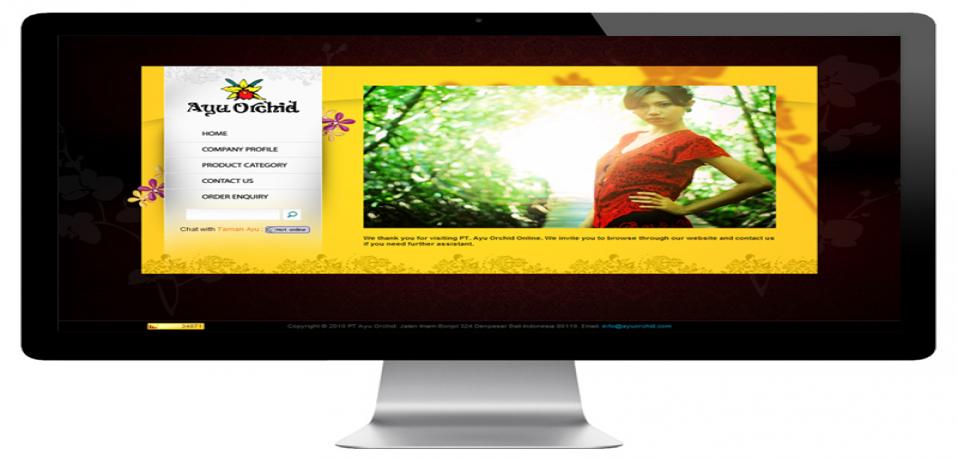 Ayu Orchid
HOME
COMPANY PROFILE
PRODUCT CATEGORY
CONTACT US
ORDER ENQUIRY
Chat with Taman Ayu : not online
We thank you for visiting PT. Ayu Orchid Online. We invite you to browse through our website and contact us
if you need further assistant.
24871
Copyright © 2010 PT Ayu Orchid. Jalan Imam Bonjol 324 Denpasar Bali-Indonesia 80119. Email: info@ayuorchid.com